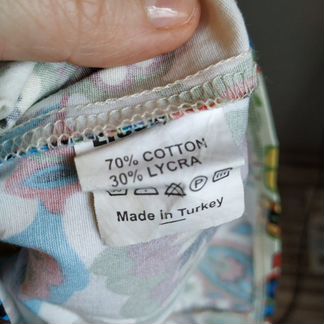 70% COTTON
30% LYCRA
P
Made in Turkey